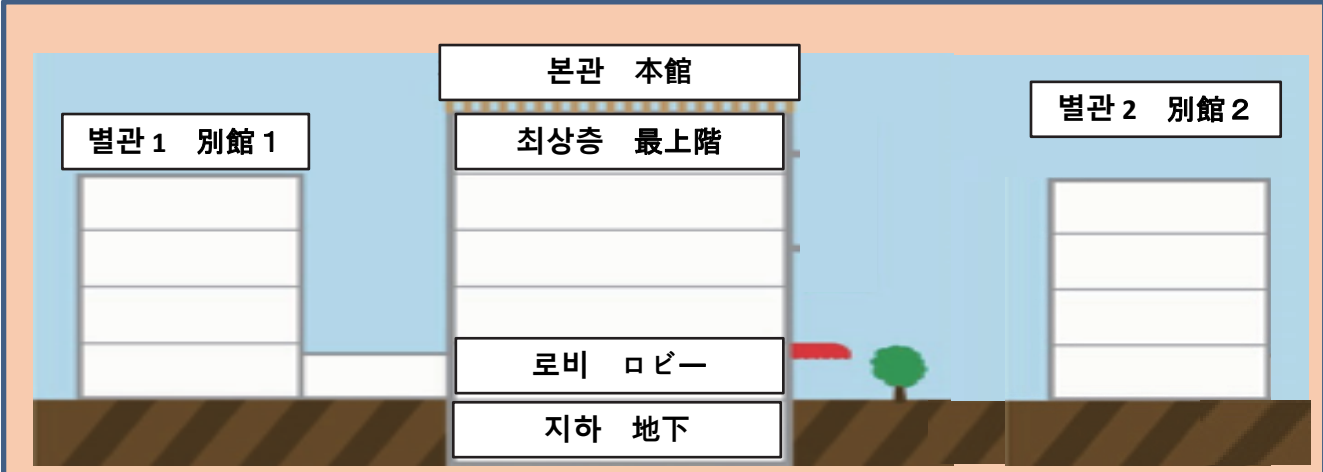 본관　本館
별관 1　別館１
최상층　最上階
별관 2　別館２
로비　ロビー
지하　地下